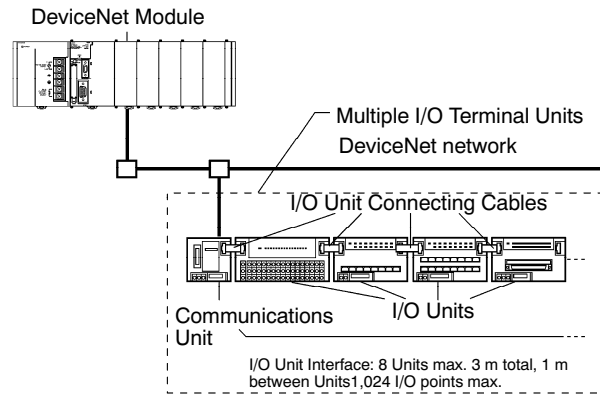 DeviceNet Module
Multiple I/O Terminal Units
DeviceNet network
I/O Unit Connecting Cables
I/O Units
Communications
Unit
I/O Unit Interface: 8 Units max. 3 m total, 1 m
between Units1,024 I/O points max.